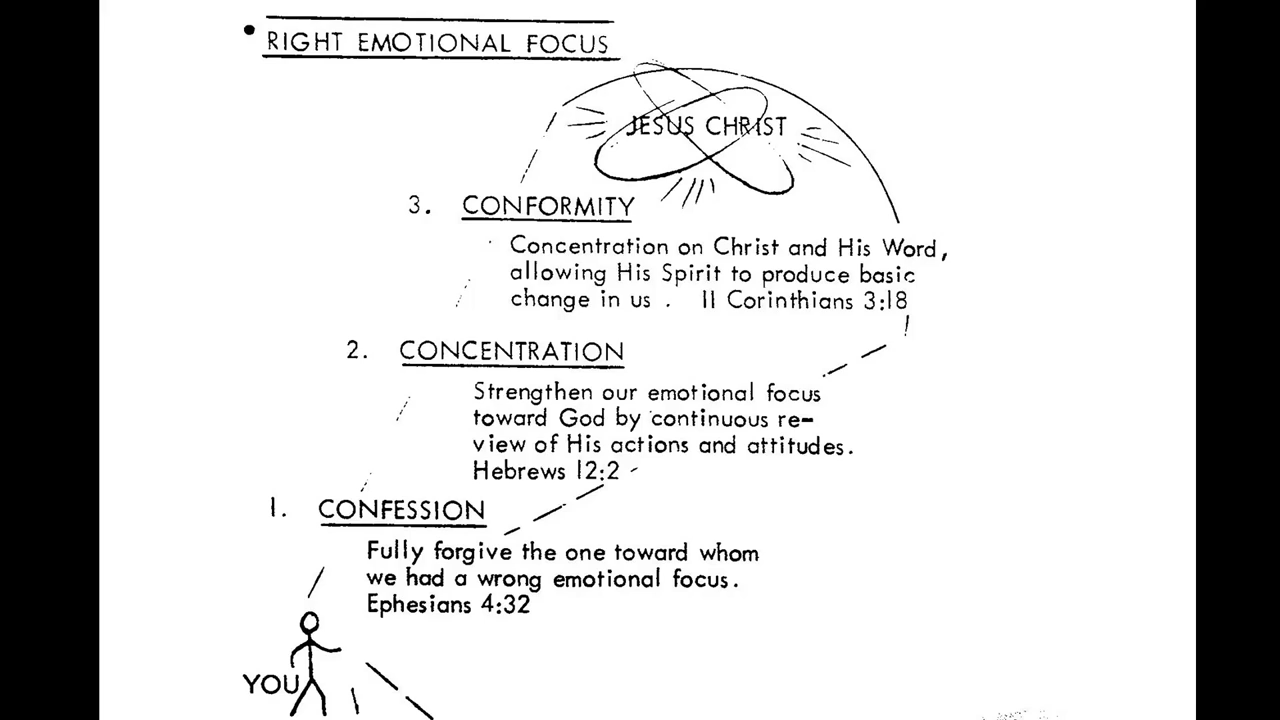 • RIGHT EMOTIONAL FOCUS
JESUS CHRIST
3. CONFORMITY
Concentration on Christ and His Word,
allowing His Spirit to produce basic
change in us . II Corinthians 3:18
2. CONCENTRATION
Strengthen our emotional focus
toward God by continuous re-
view of His actions and attitudes.
Hebrews 12:2
1. CONFESSION
Fully forgive the one toward whom
we had a wrong emotional focus.
Ephesians 4:32
YOU